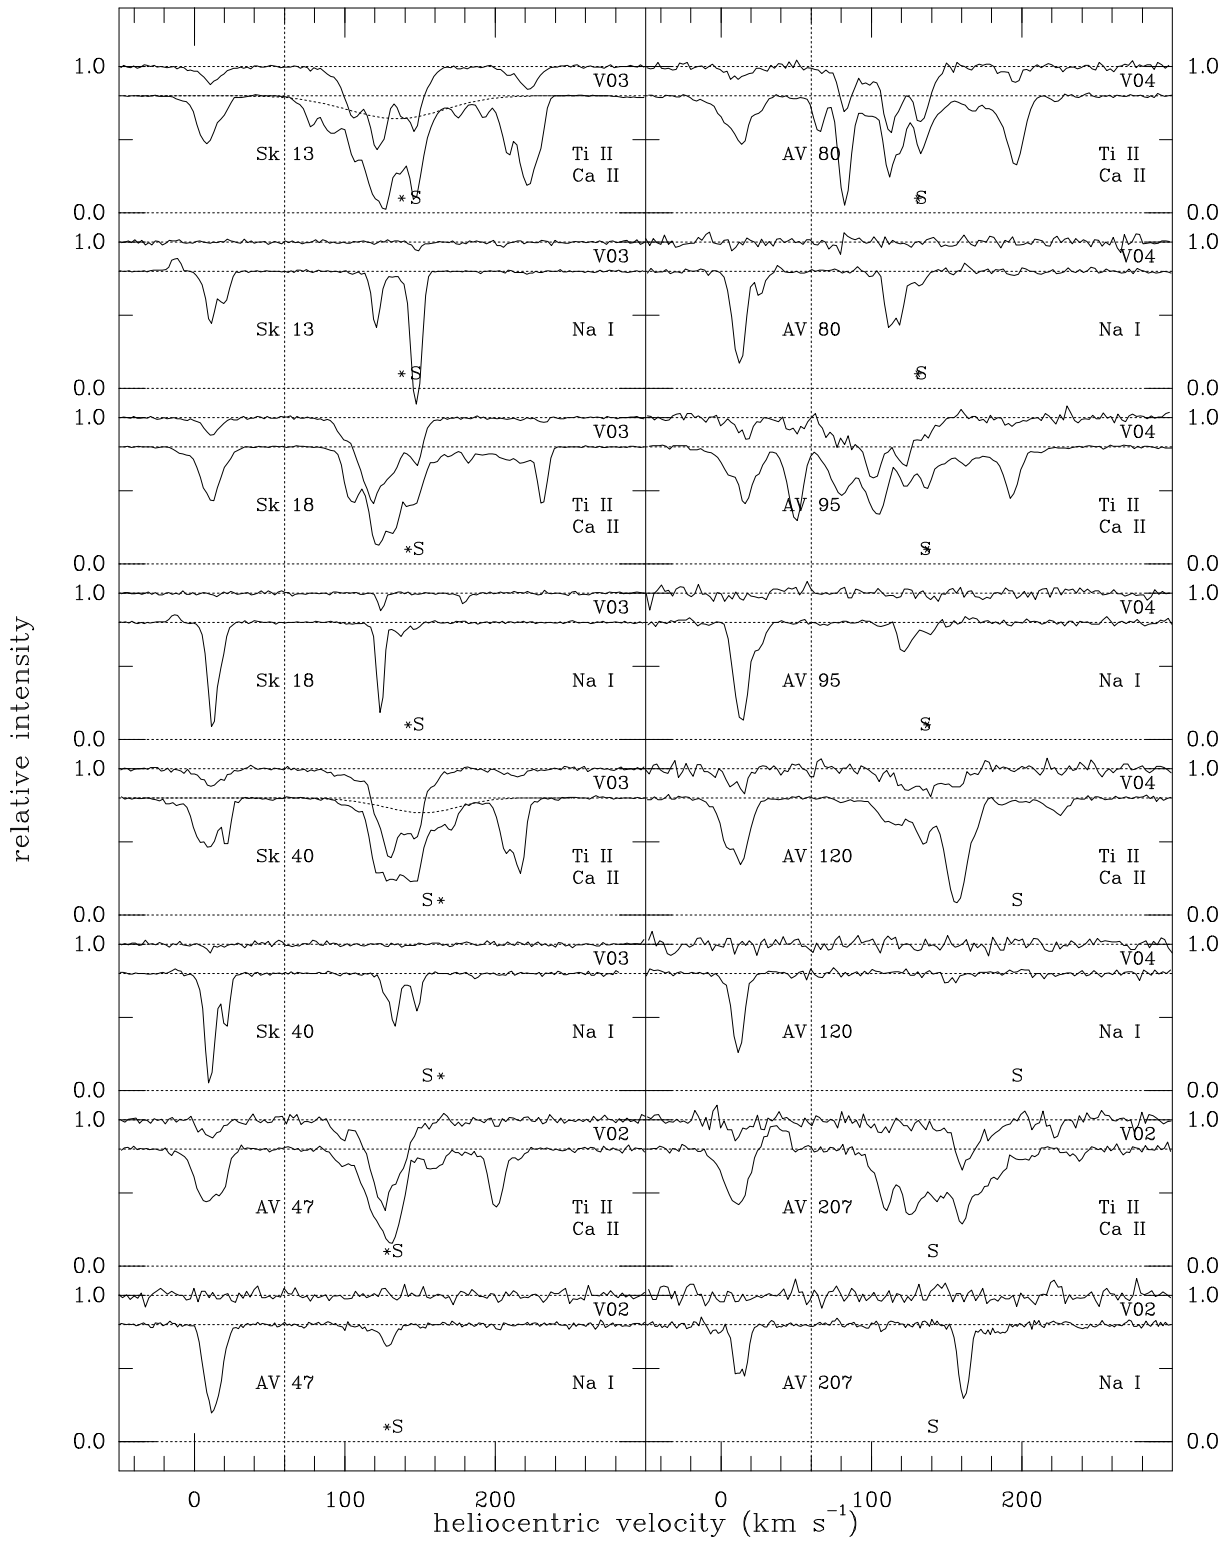 1.0 V03 V04 1.0
Sk 13 Ti II AV 80 Ti II
Ca II Ca II
* S * S
0.0 0.0
1.0 V03 V04 1.0
Sk 13 Na I AV 80 Na I
* S * S
0.0 0.0
1.0 V03 V04 1.0
Sk 18 Ti II AV 95 Ti II
Ca II Ca II
*S *S
0.0 0.0
1.0 V03 V04 1.0
Sk 18 Na I AV 95 Na I
*S *S
0.0 0.0
1.0 V03 V04 1.0
Sk 40 Ti II AV 120 Ti II
Ca II Ca II
S* S
0.0 0.0
1.0 V03 V04 1.0
Sk 40 Na I AV 120 Na I
S* S
0.0 0.0
1.0 V02 V02 1.0
AV 47 Ti II AV 207 Ti II
Ca II Ca II
*S S
0.0 0.0
1.0 V02 V02 1.0
AV 47 Na I AV 207 Na I
*S S
0.0 0.0
0 100 200 0 100 200
heliocentric velocity (km s⁻¹)
relative intensity